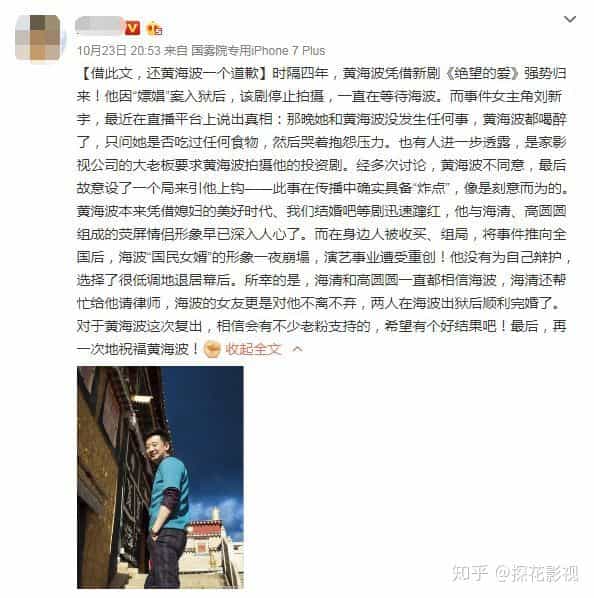 10月23日 20:53 来自 国雾院专用iPhone 7 Plus
【借此文，还黄海波一个道歉】时隔四年，黄海波凭借新剧《绝望的爱》强势归
来！他因“嫖娼”案入狱后，该剧停止拍摄，一直在等待海波。而事件女主角刘新
宇，最近在直播平台上说出真相：那晚她和黄海波没发生任何事，黄海波都喝醉
了，只问她是否吃过任何食物，然后哭着抱怨压力。也有人进一步透露，是家影
视公司的大老板要求黄海波拍摄他的投资剧。经多次讨论，黄海波不同意，最后
故意设了一个局来引他上钩——此事在传播中确实具备“炸点”，像是刻意而为的。
黄海波本来凭借媳妇的美好时代、我们结婚吧等剧迅速蹿红，他与海清、高圆圆
组成的荧屏情侣形象早已深入人心了。而在身边人被收买、组局，将事件推向全
国后，海波“国民女婿”的形象一夜崩塌，演艺事业遭受重创！他没有为自己辩护，
选择了很低调地退居幕后。所幸的是，海清和高圆圆一直都相信海波，海清还帮
忙给他请律师，海波的女友更是对他不离不弃，两人在海波出狱后顺利完婚了。
对于黄海波这次复出，相信会有不少老粉支持的，希望有个好结果吧！最后，再
一次地祝福黄海波！ 收起全文
知乎 @探花影视